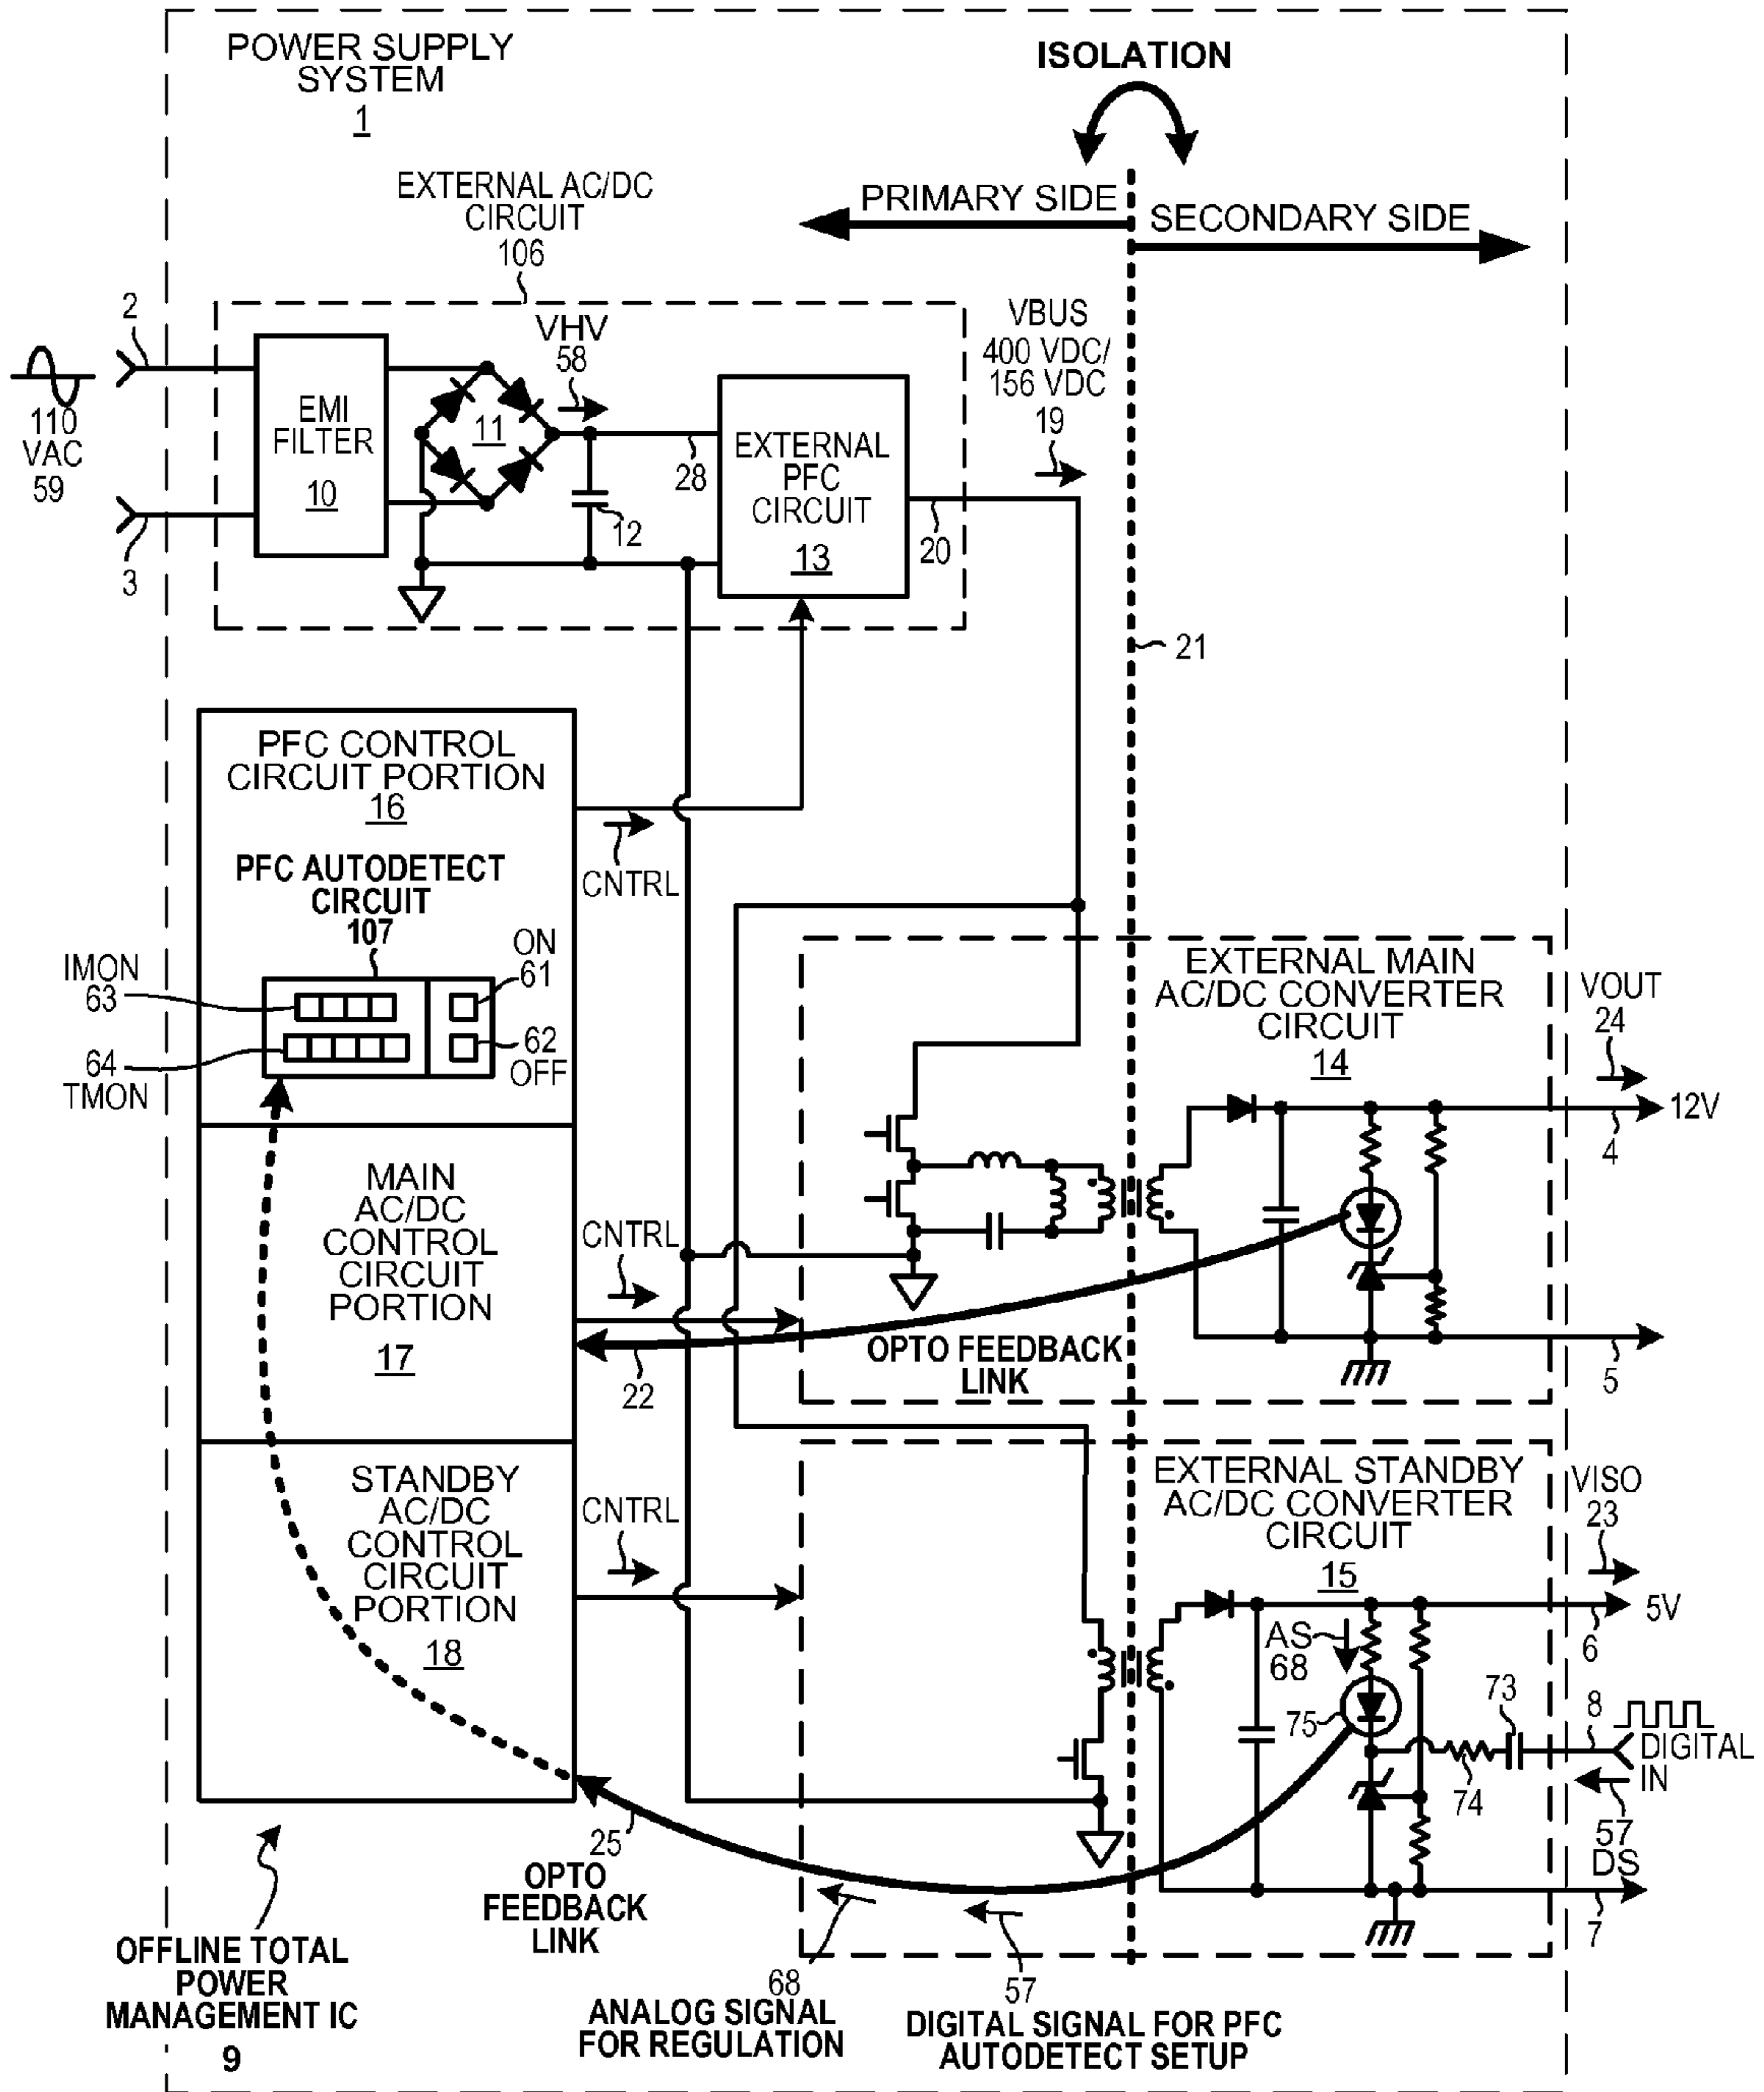 POWER SUPPLY
SYSTEM
1
ISOLATION
PRIMARY SIDE
SECONDARY SIDE
EXTERNAL AC/DC
CIRCUIT
106
2
VHV
58
VBUS
400 VDC/
156 VDC
19
110
VAC
59
EMI
FILTER
10
11
12
28
EXTERNAL
PFC
CIRCUIT
13
20
3
21
PFC CONTROL
CIRCUIT PORTION
16
CNTRL
PFC AUTODETECT
CIRCUIT
107
ON
61
IMON
63
62
OFF
64
TMON
EXTERNAL MAIN
AC/DC CONVERTER
CIRCUIT
14
VOUT
24
12V
4
MAIN
AC/DC
CONTROL
CIRCUIT
PORTION
17
CNTRL
22
OPTO FEEDBACK
LINK
5
STANDBY
AC/DC
CONTROL
CIRCUIT
PORTION
18
CNTRL
EXTERNAL STANDBY
AC/DC CONVERTER
CIRCUIT
15
VISO
23
5V
6
AS
68
75
73
74
8
DIGITAL
IN
57
DS
7
25
OPTO
FEEDBACK
LINK
OFFLINE TOTAL
POWER
MANAGEMENT IC
9
68
ANALOG SIGNAL
FOR REGULATION
57
DIGITAL SIGNAL FOR PFC
AUTODETECT SETUP